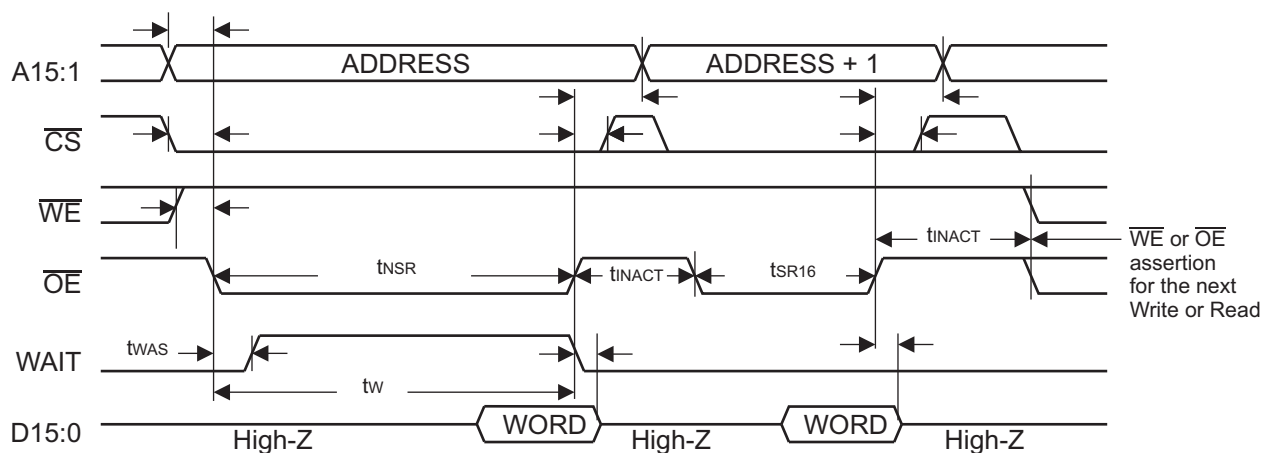 A15:1
ADDRESS
ADDRESS + 1
CS
WE
tINACT
WE or OE
assertion
for the next
Write or Read
OE
tNSR
tINACT
tSR16
WAIT
tWAS
tW
D15:0
High-Z
WORD
High-Z
WORD
High-Z